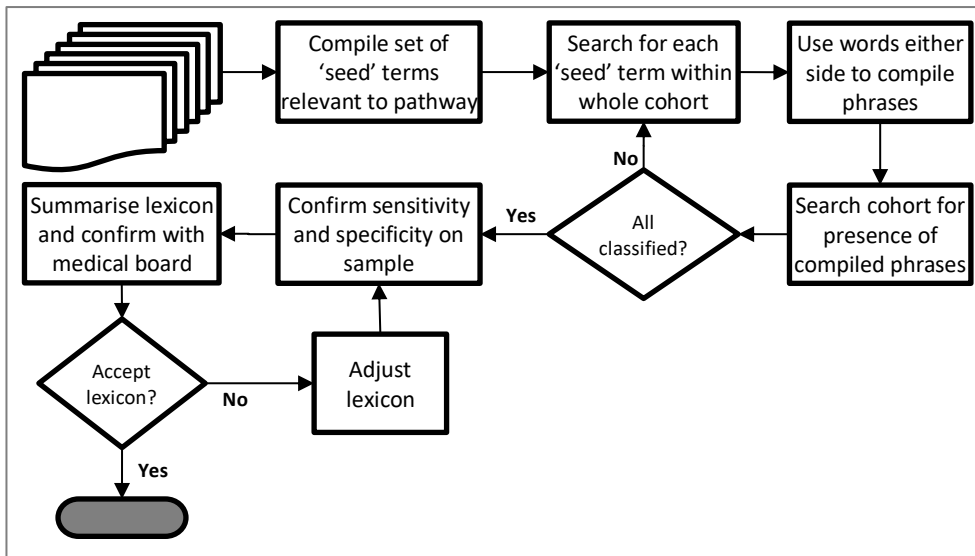 Compile set of
‘seed’ terms
relevant to pathway
Search for each
‘seed’ term within
whole cohort
Use words either
side to compile
phrases
No
Summarise lexicon
and confirm with
medical board
Confirm sensitivity
and specificity on
sample
Yes
All
classified?
Search cohort for
presence of
compiled phrases
Accept
lexicon?
No
Adjust
lexicon
Yes